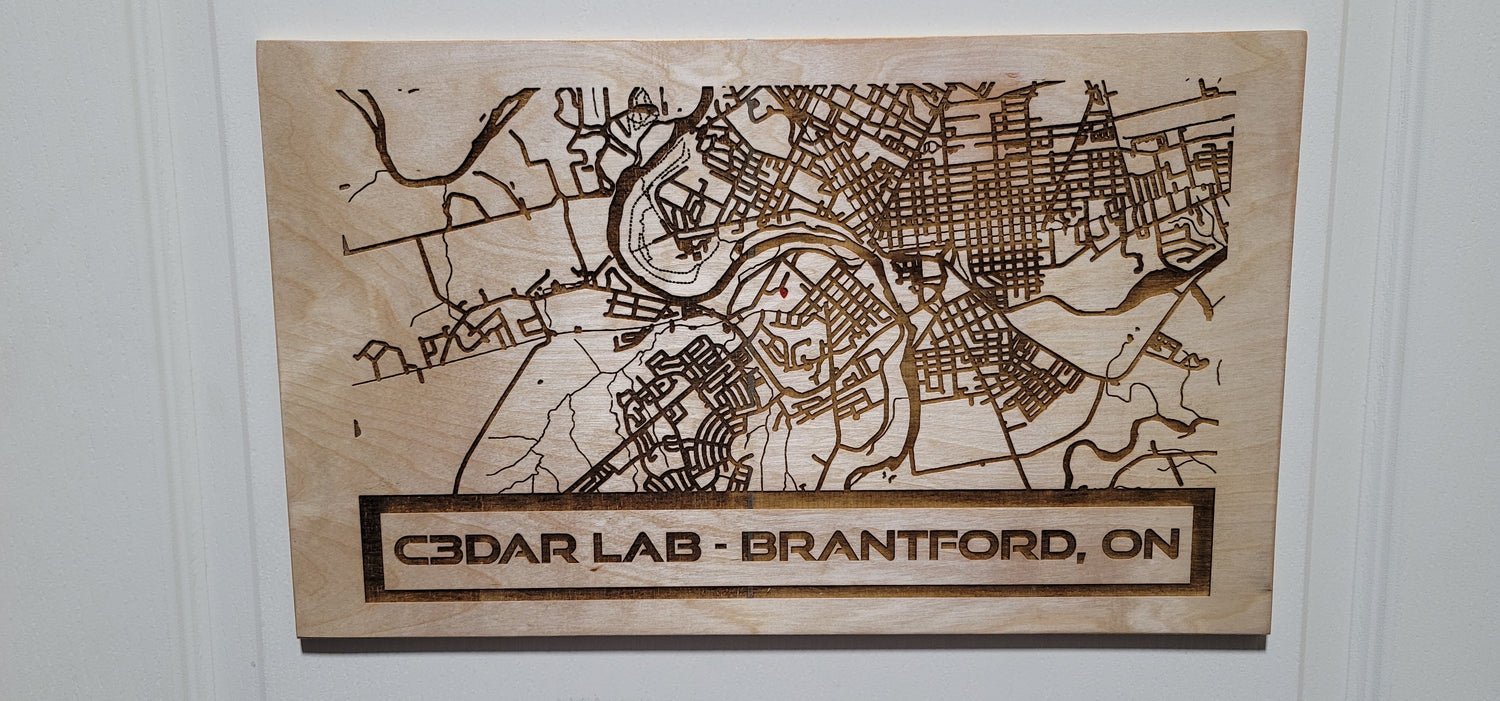 C3DAR LAB - BRANTFORD, ON